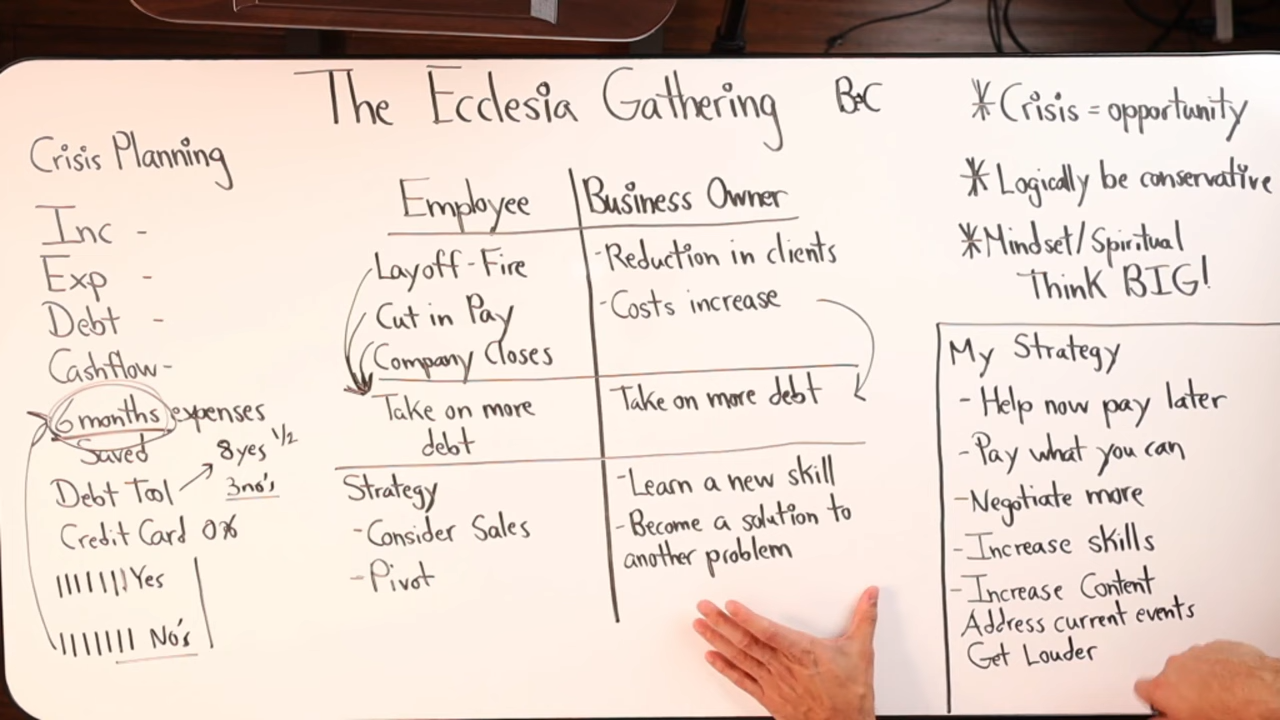 The Ecclesia Gathering
B&C
Crisis Planning
Inc -
Exp -
Debt -
Cashflow -
6 months expenses
Saved
8 yes 1/2
Debt Tool
3 no's
Credit Card 0%
|||||||| Yes
|||||||| No's
Employee
Layoff - Fire
Cut in Pay
Company Closes
Take on more
debt
Strategy
- Consider Sales
- Pivot
Business Owner
- Reduction in clients
- Costs increase
Take on more debt
- Learn a new skill
- Become a solution to
another problem
* Crisis = opportunity
* Logically be conservative
* Mindset/Spiritual
Think BIG!
My Strategy
- Help now pay later
- Pay what you can
- Negotiate more
- Increase skills
- Increase Content
Address current events
Get Louder